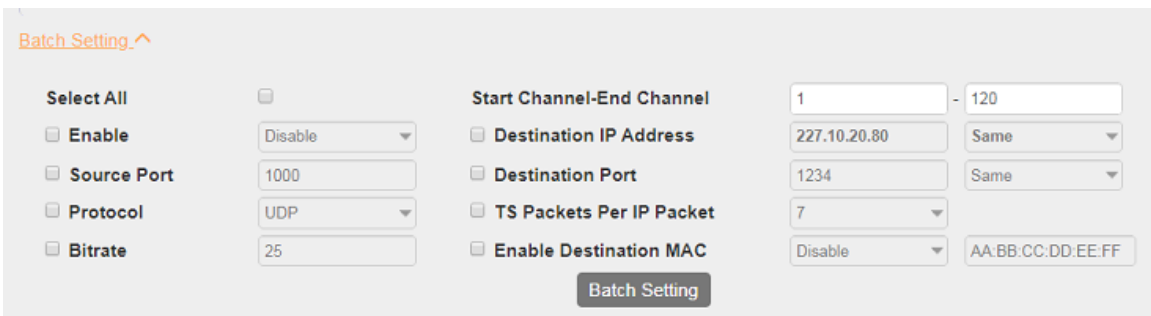 Batch Setting
Select All Start Channel-End Channel 1 - 120
Enable Disable Destination IP Address 227.10.20.80 Same
Source Port 1000 Destination Port 1234 Same
Protocol UDP TS Packets Per IP Packet 7
Bitrate 25 Enable Destination MAC Disable AA:BB:CC:DD:EE:FF
Batch Setting